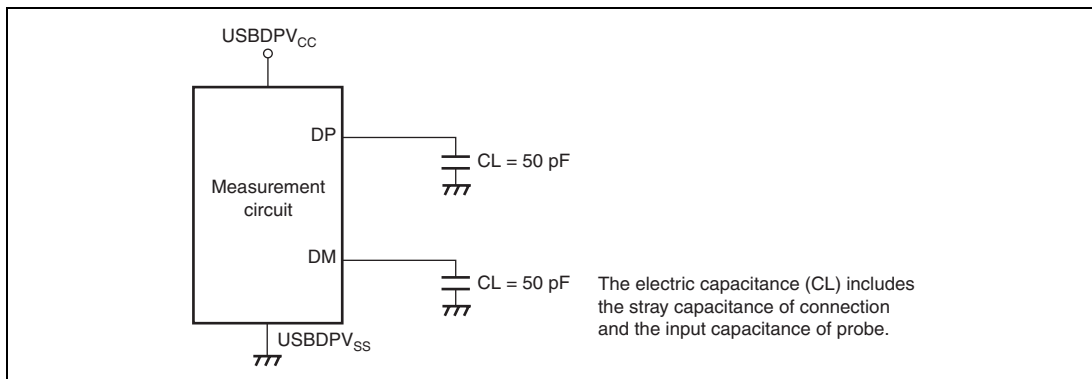 USBDPVCC
DP
CL = 50 pF
Measurement
circuit
DM
CL = 50 pF
The electric capacitance (CL) includes
the stray capacitance of connection
and the input capacitance of probe.
USBDPVSS